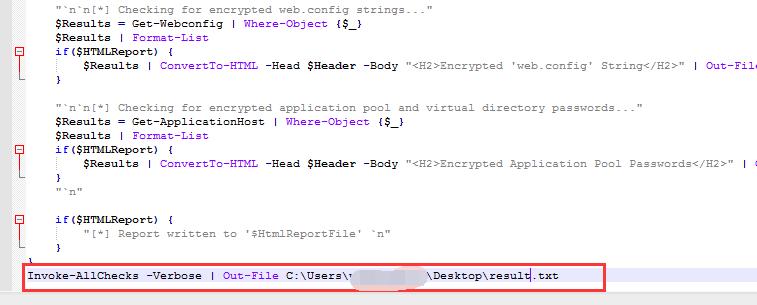 "`n`n[*] Checking for encrypted web.config strings..."
$Results = Get-Webconfig | Where-Object {$_}
$Results | Format-List
if($HTMLReport) {
$Results | ConvertTo-HTML -Head $Header -Body "<H2>Encrypted 'web.config' String</H2>" | Out-File
}
"`n`n[*] Checking for encrypted application pool and virtual directory passwords..."
$Results = Get-ApplicationHost | Where-Object {$_}
$Results | Format-List
if($HTMLReport) {
$Results | ConvertTo-HTML -Head $Header -Body "<H2>Encrypted Application Pool Passwords</H2>" |
}
"`n"
if($HTMLReport) {
"[*] Report written to '$HtmlReportFile' `n"
}
}
Invoke-AllChecks -Verbose | Out-File C:\Users\ \Desktop\result.txt